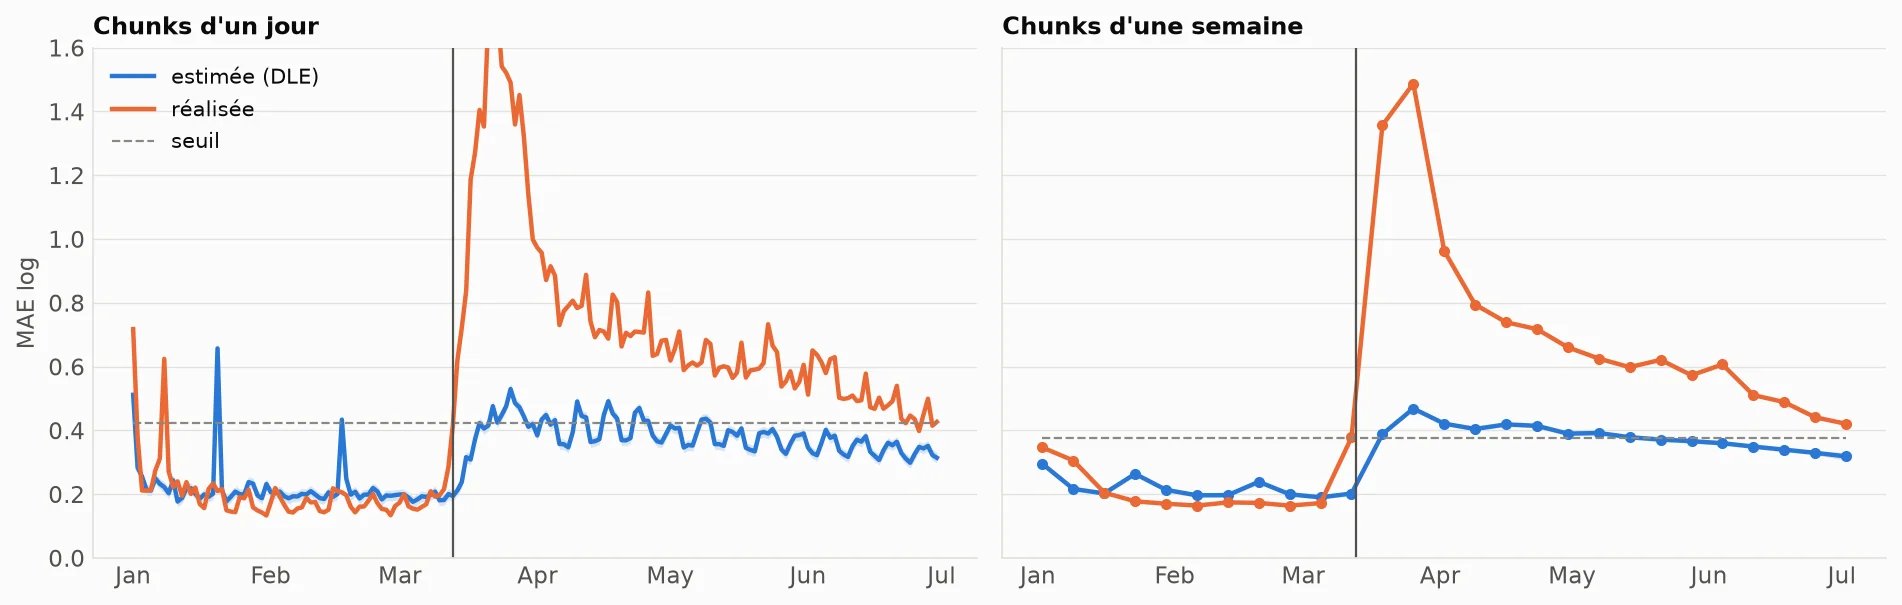 Chunks d'un jour
Chunks d'une semaine
1.6
1.4
1.2
1.0
0.8
0.6
0.4
0.2
0.0
MAE log
estimée (DLE)
réalisée
seuil
Jan Feb Mar Apr May Jun Jul
Jan Feb Mar Apr May Jun Jul